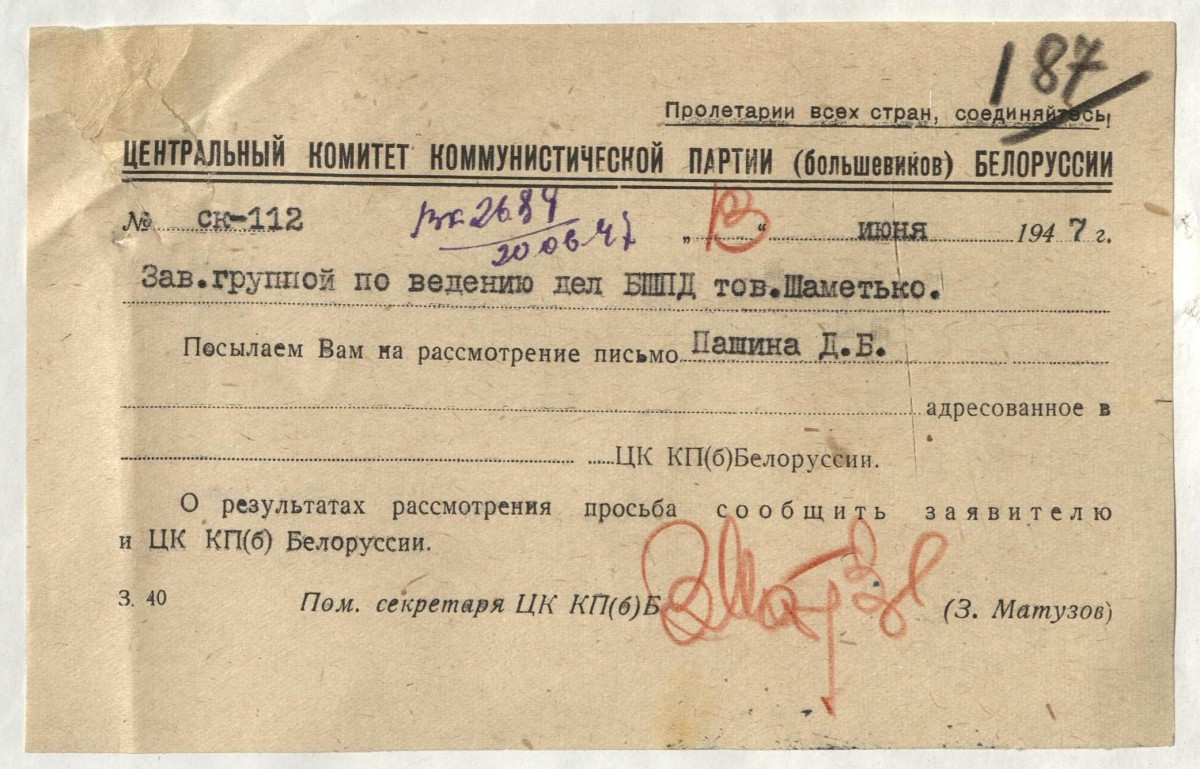 187
Пролетарии всех стран, соединяйтесь!
ЦЕНТРАЛЬНЫЙ КОМИТЕТ КОММУНИСТИЧЕСКОЙ ПАРТИИ (большевиков) БЕЛОРУССИИ
№ ск-112 2684 „ 13 “ июня 1947 г.
20 06 47
Зав.группой по ведению дел БШПД тов.Шаметько.
Посылаем Вам на рассмотрение письмо Пашина Д.Б.
адресованное в
ЦК КП(б)Белоруссии.
О результатах рассмотрения просьба сообщить заявителю
и ЦК КП(б) Белоруссии.
З. 40 Пом. секретаря ЦК КП(б)Б (З. Матузов)